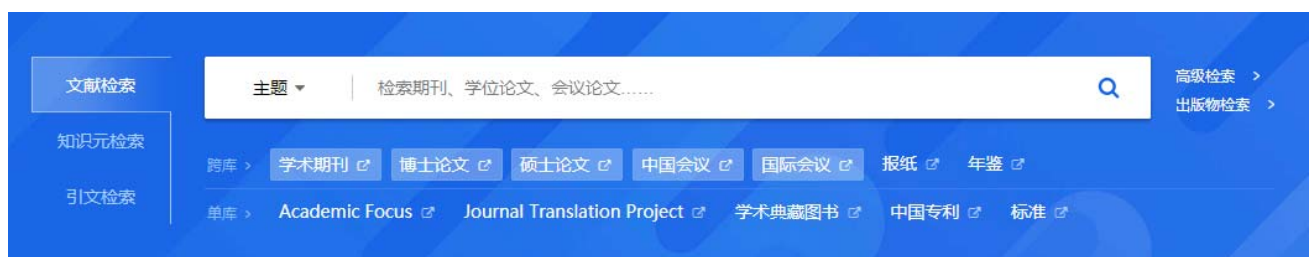 文献检索
知识元检索
引文检索
主题
检索期刊、学位论文、会议论文……
高级检索 >
出版物检索 >
跨库 > 学术期刊 博士论文 硕士论文 中国会议 国际会议 报纸 年鉴
单库 > Academic Focus Journal Translation Project 学术典藏图书 中国专利 标准